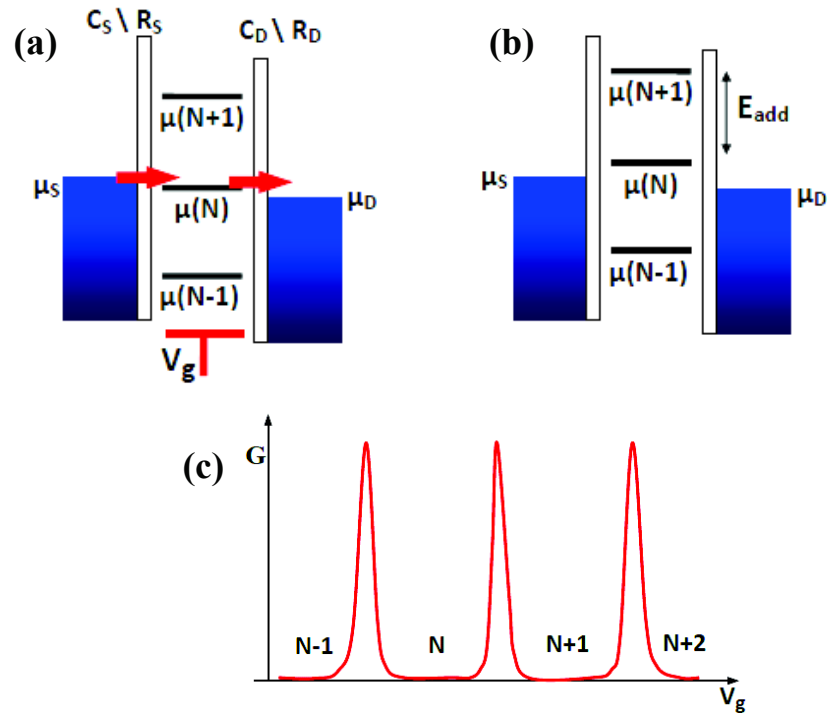 (a)
C_S \ R_S
C_D \ R_D
μ(N+1)
μ_S
μ(N)
μ_D
μ(N-1)
V_g
(b)
μ(N+1)
E_add
μ_S
μ(N)
μ_D
μ(N-1)
(c)
G
N-1
N
N+1
N+2
V_g